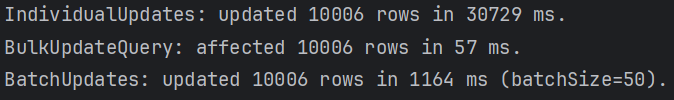 IndividualUpdates: updated 10006 rows in 30729 ms.
BulkUpdateQuery: affected 10006 rows in 57 ms.
BatchUpdates: updated 10006 rows in 1164 ms (batchSize=50).